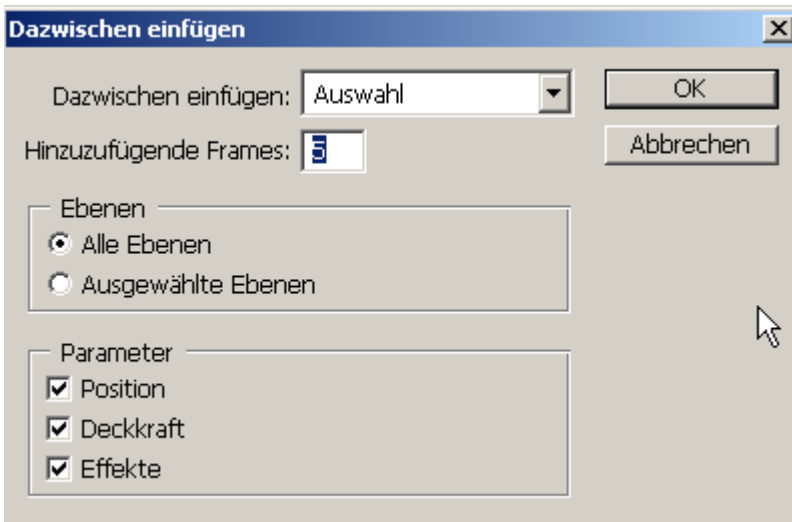 Dazwischen einfügen
Dazwischen einfügen: Auswahl
OK
Hinzuzufügende Frames: 5
Abbrechen
Ebenen
Alle Ebenen
Ausgewählte Ebenen
Parameter
Position
Deckkraft
Effekte